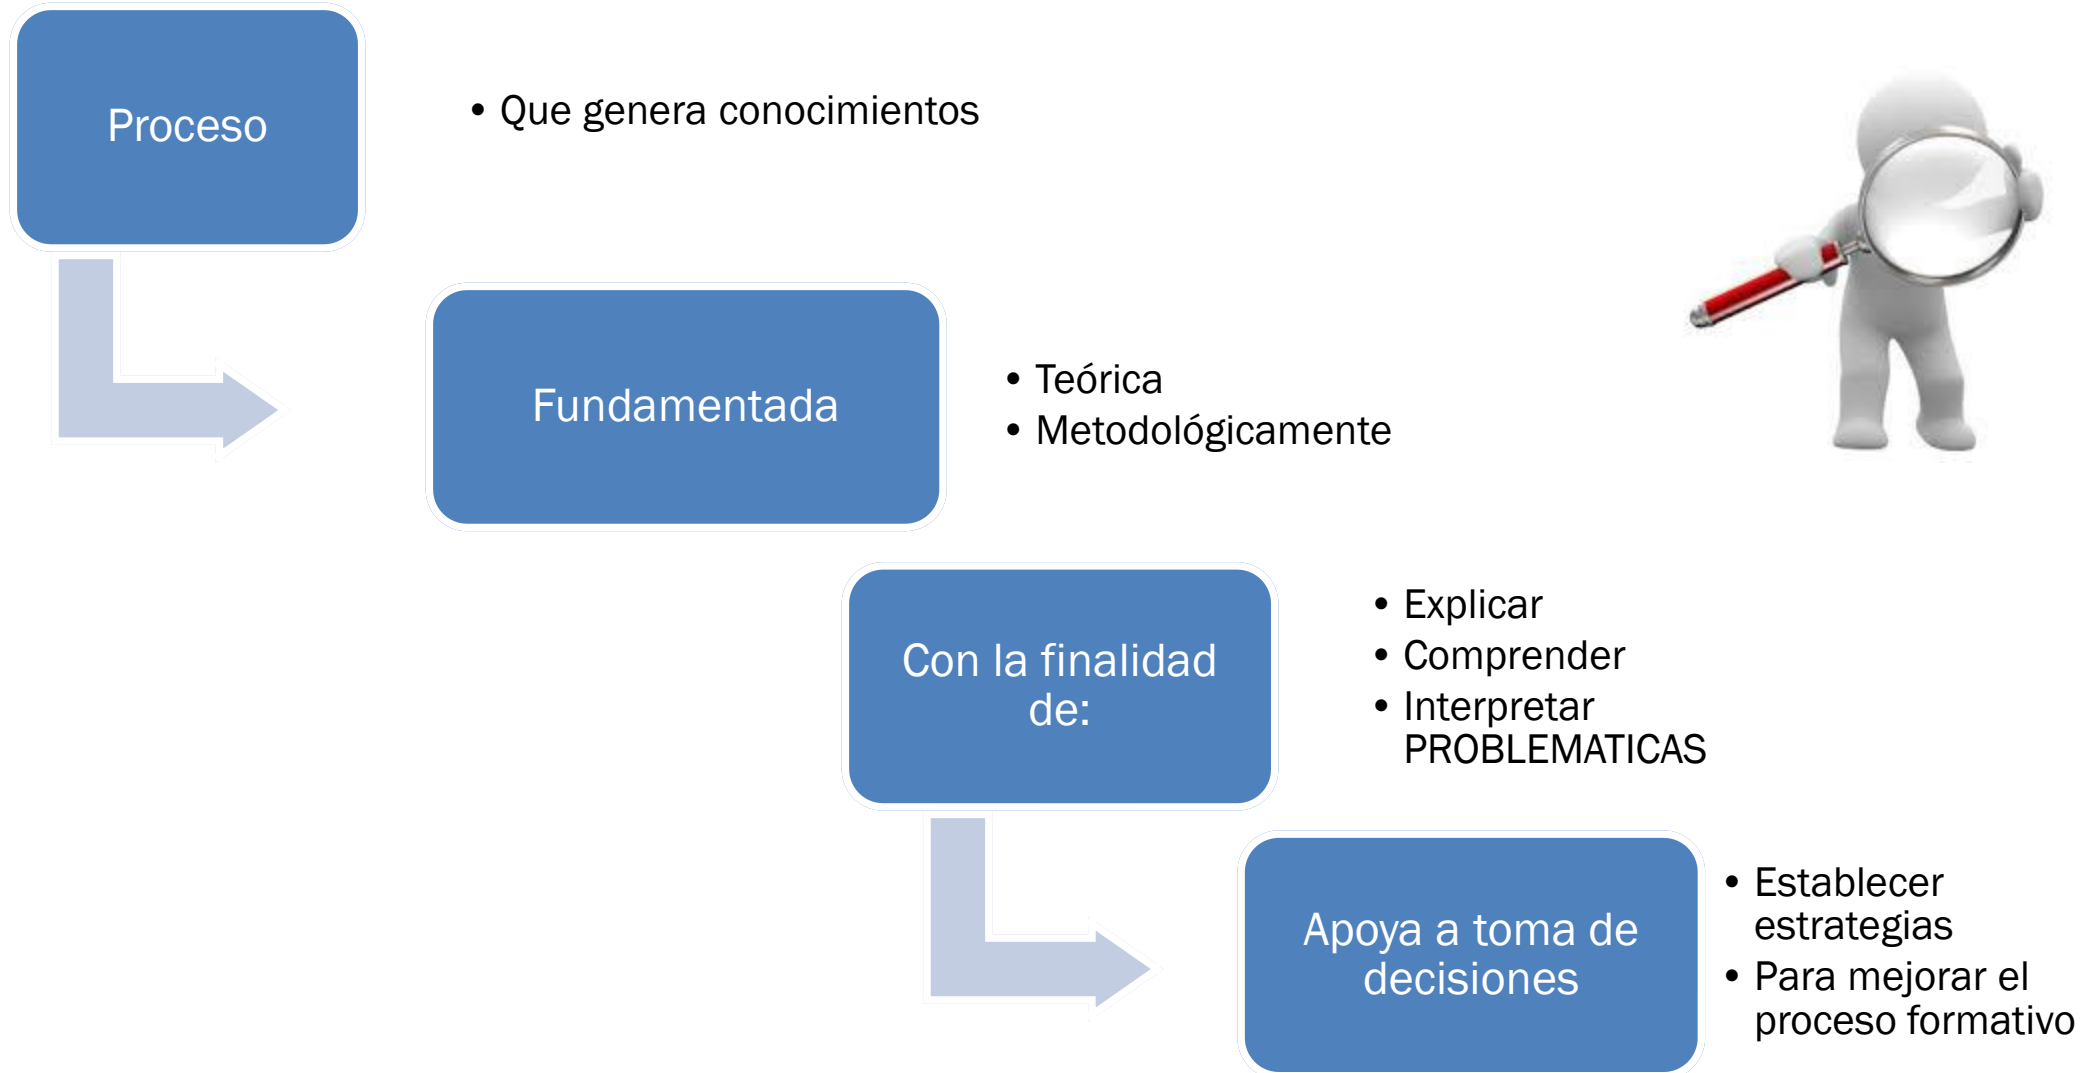 Proceso
• Que genera conocimientos
Fundamentada
• Teórica
• Metodológicamente
Con la finalidad
de:
• Explicar
• Comprender
• Interpretar
PROBLEMATICAS
Apoya a toma de
decisiones
• Establecer
estrategias
• Para mejorar el
proceso formativo